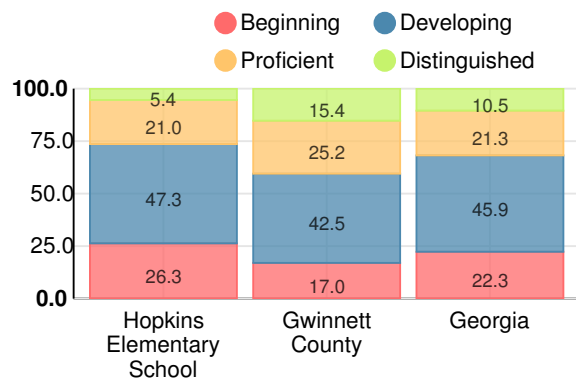 Beginning
Developing
Proficient
Distinguished
100.0
75.0
50.0
25.0
0.0
5.4
21.0
47.3
26.3
15.4
25.2
42.5
17.0
10.5
21.3
45.9
22.3
Hopkins
Elementary
School
Gwinnett
County
Georgia